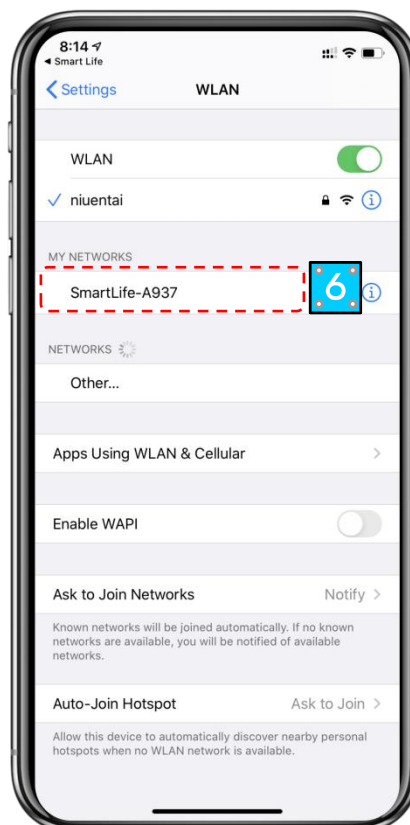 8:14
◀ Smart Life
Settings WLAN
WLAN
niuentai
MY NETWORKS
SmartLife-A937
6
NETWORKS
Other...
Apps Using WLAN & Cellular
Enable WAPI
Ask to Join Networks Notify
Known networks will be joined automatically. If no known
networks are available, you will be notified of available
networks.
Auto-Join Hotspot Ask to Join
Allow this device to automatically discover nearby personal
hotspots when no WLAN network is available.